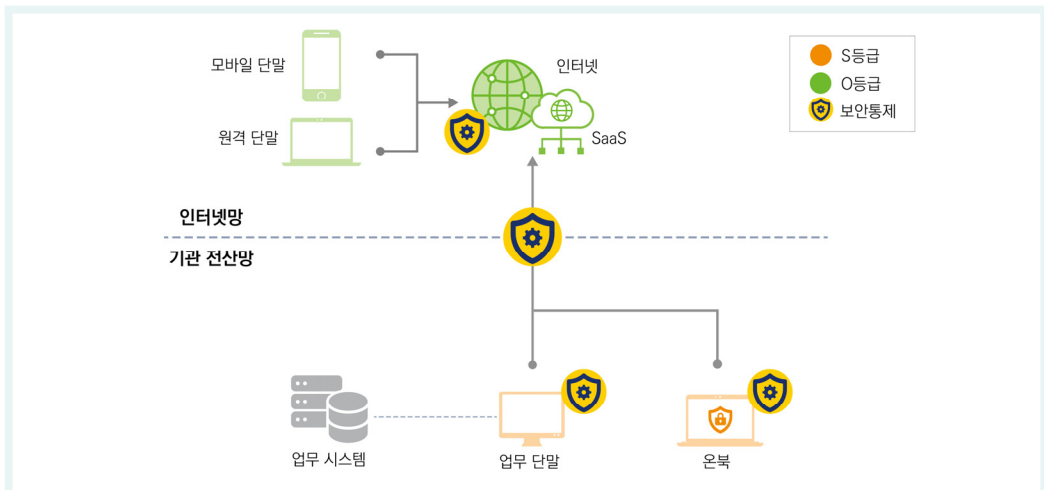 모바일 단말
원격 단말
인터넷
SaaS
S등급
O등급
보안통제
인터넷망
기관 전산망
업무 시스템
업무 단말
온북